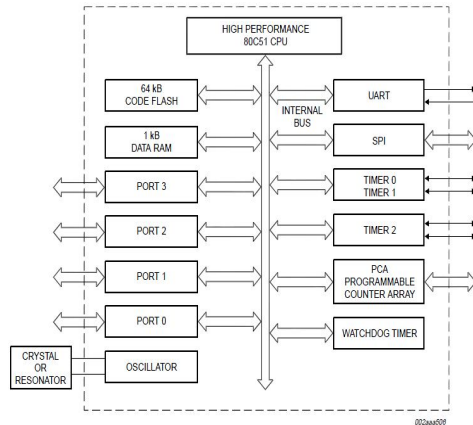 HIGH PERFORMANCE
80C51 CPU
64 kB
CODE FLASH
1 kB
DATA RAM
PORT 3
PORT 2
PORT 1
PORT 0
CRYSTAL
OR
RESONATOR
OSCILLATOR
INTERNAL
BUS
UART
SPI
TIMER 0
TIMER 1
TIMER 2
PCA
PROGRAMMABLE
COUNTER ARRAY
WATCHDOG TIMER
002aaa506